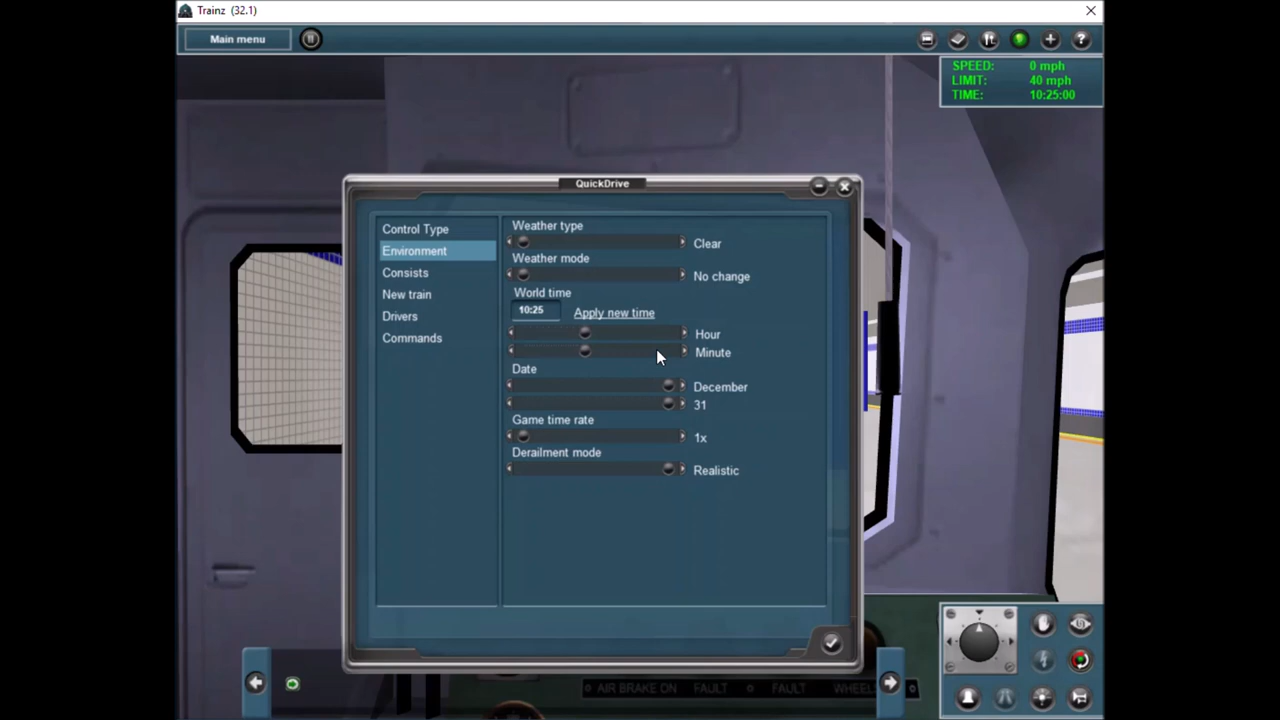 Trainz (32.1)
Main menu
SPEED: 0 mph
LIMIT: 40 mph
TIME: 10:25:00
QuickDrive
Control Type
Environment
Consists
New train
Drivers
Commands
Weather type
Clear
Weather mode
No change
World time
10:25 Apply new time
Hour
Minute
Date
December
31
Game time rate
1x
Derailment mode
Realistic
AIR BRAKE ON FAULT FAULT WHEEL